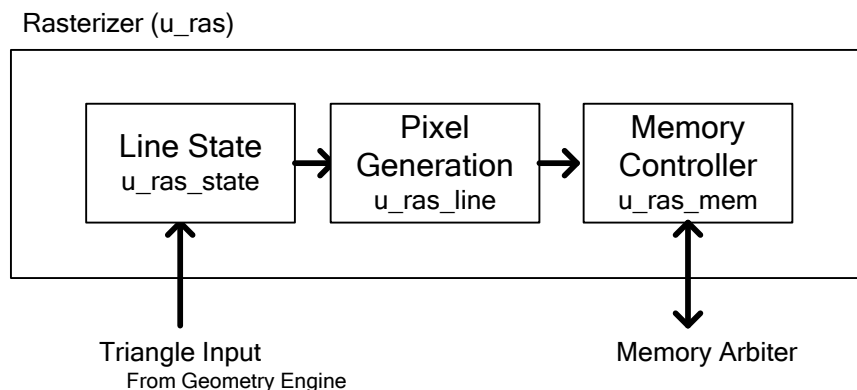 Rasterizer (u_ras)
Line State
u_ras_state
Pixel
Generation
u_ras_line
Memory
Controller
u_ras_mem
Triangle Input
From Geometry Engine
Memory Arbiter